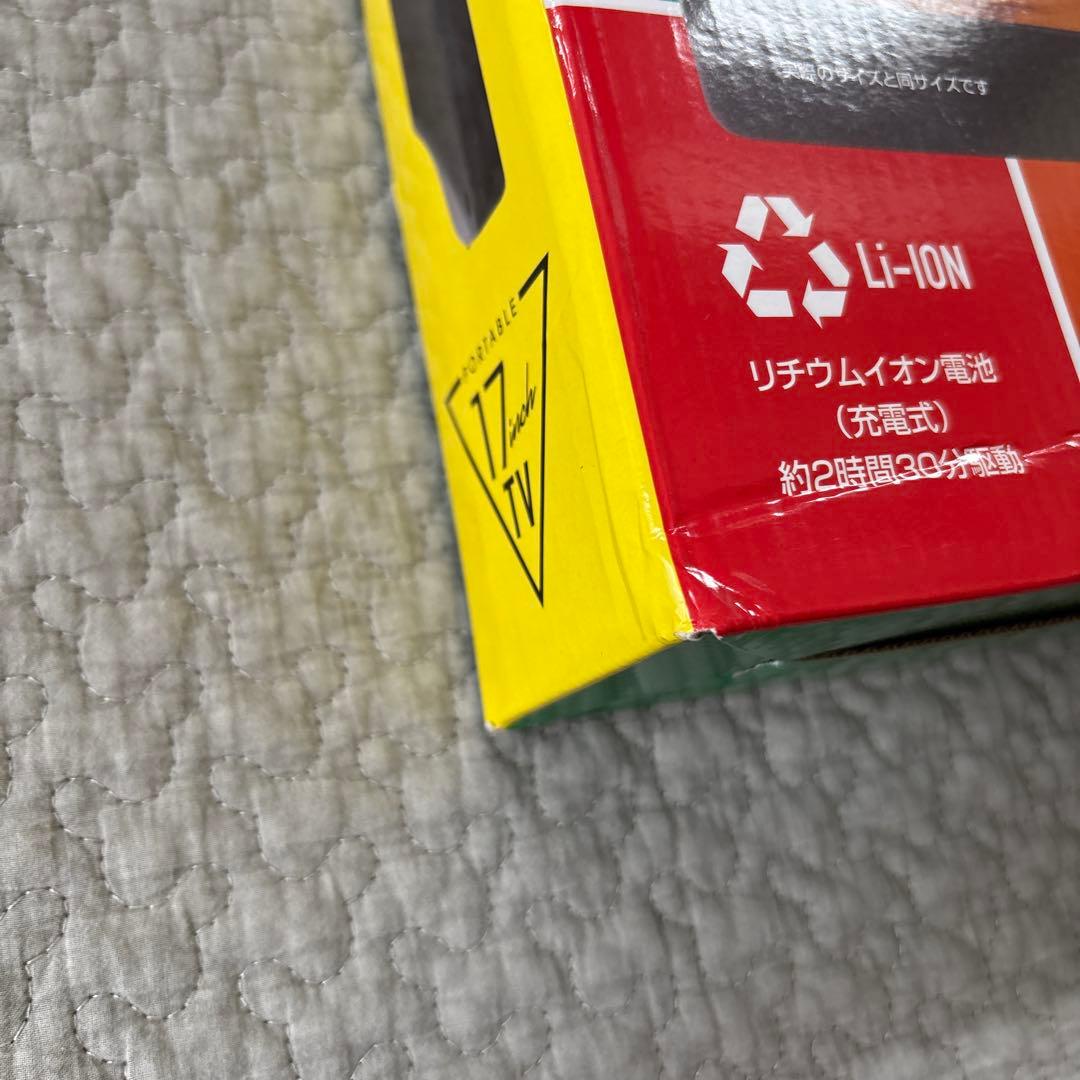 実際のサイズと同サイズです
Li-ION
リチウムイオン電池
(充電式)
約2時間30分駆動
PORTABLE
17inch
TV